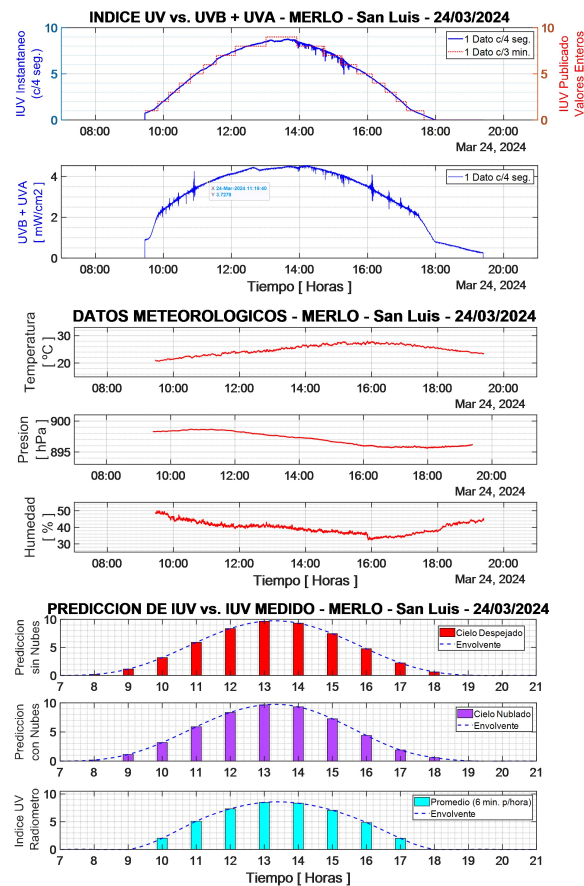 INDICE UV vs. UVB + UVA - MERLO - San Luis - 24/03/2024
IUV Instantaneo
(c/4 seg.)
10
5
0
1 Dato c/4 seg.
1 Dato c/3 min.
10
5
0
IUV Publicado
Valores Enteros
08:00 10:00 12:00 14:00 16:00 18:00 20:00
Mar 24, 2024
UVB + UVA
[ mW/cm2 ]
4
2
0
1 Dato c/4 seg.
X 24-Mar-2024 11:19:40
Y 3.7278
08:00 10:00 12:00 14:00 16:00 18:00 20:00
Tiempo [ Horas ]
Mar 24, 2024
DATOS METEOROLOGICOS - MERLO - San Luis - 24/03/2024
Temperatura
[ ºC ]
30
20
08:00 10:00 12:00 14:00 16:00 18:00 20:00
Mar 24, 2024
Presion
[ hPa ]
900
895
10:00 12:00 14:00 16:00 18:00 20:00
Mar 24, 2024
Humedad
[ % ]
50
40
30
08:00 10:00 12:00 14:00 16:00 18:00 20:00
Tiempo [ Horas ]
Mar 24, 2024
PREDICCION DE IUV vs. IUV MEDIDO - MERLO - San Luis - 24/03/2024
Prediccion
sin Nubes
10
5
0
Cielo Despejado
Envolvente
7 8 9 10 11 12 13 14 15 16 17 18 19 20 21
Prediccion
con Nubes
10
5
0
Cielo Nublado
Envolvente
7 8 9 10 11 12 13 14 15 16 17 18 19 20 21
Indice UV
Radiometro
10
5
0
Promedio (6 min. p/hora)
Envolvente
7 8 9 10 11 12 13 14 15 16 17 18 19 20 21
Tiempo [ Horas ]